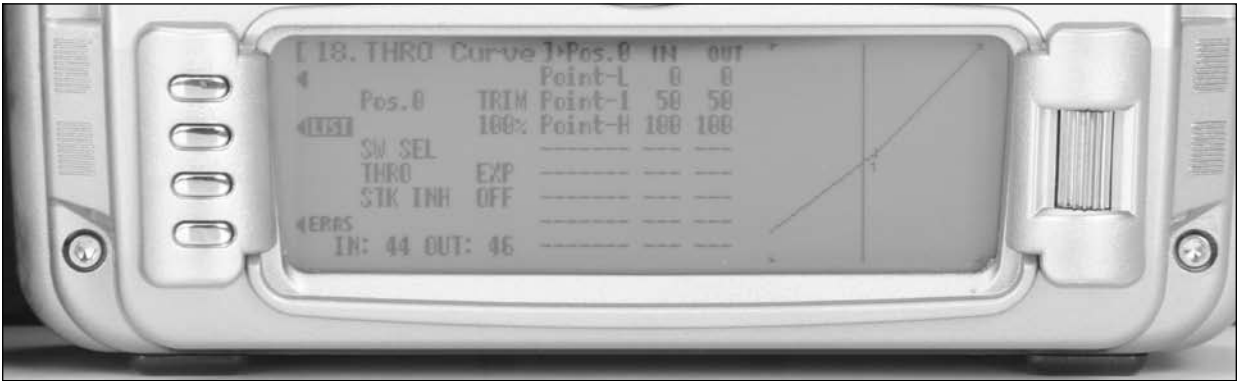 [ 18.THRO Curve ]▸Pos.0 IN OUT
Point-L 0 0
Pos.0 TRIM Point-1 50 50
LIST 100% Point-H 100 100
SW SEL ------- --- ---
THRO EXP ------- --- ---
STK INH OFF ------- --- ---
ERAS ------- --- ---
IN: 44 OUT: 46 ------- --- ---
1